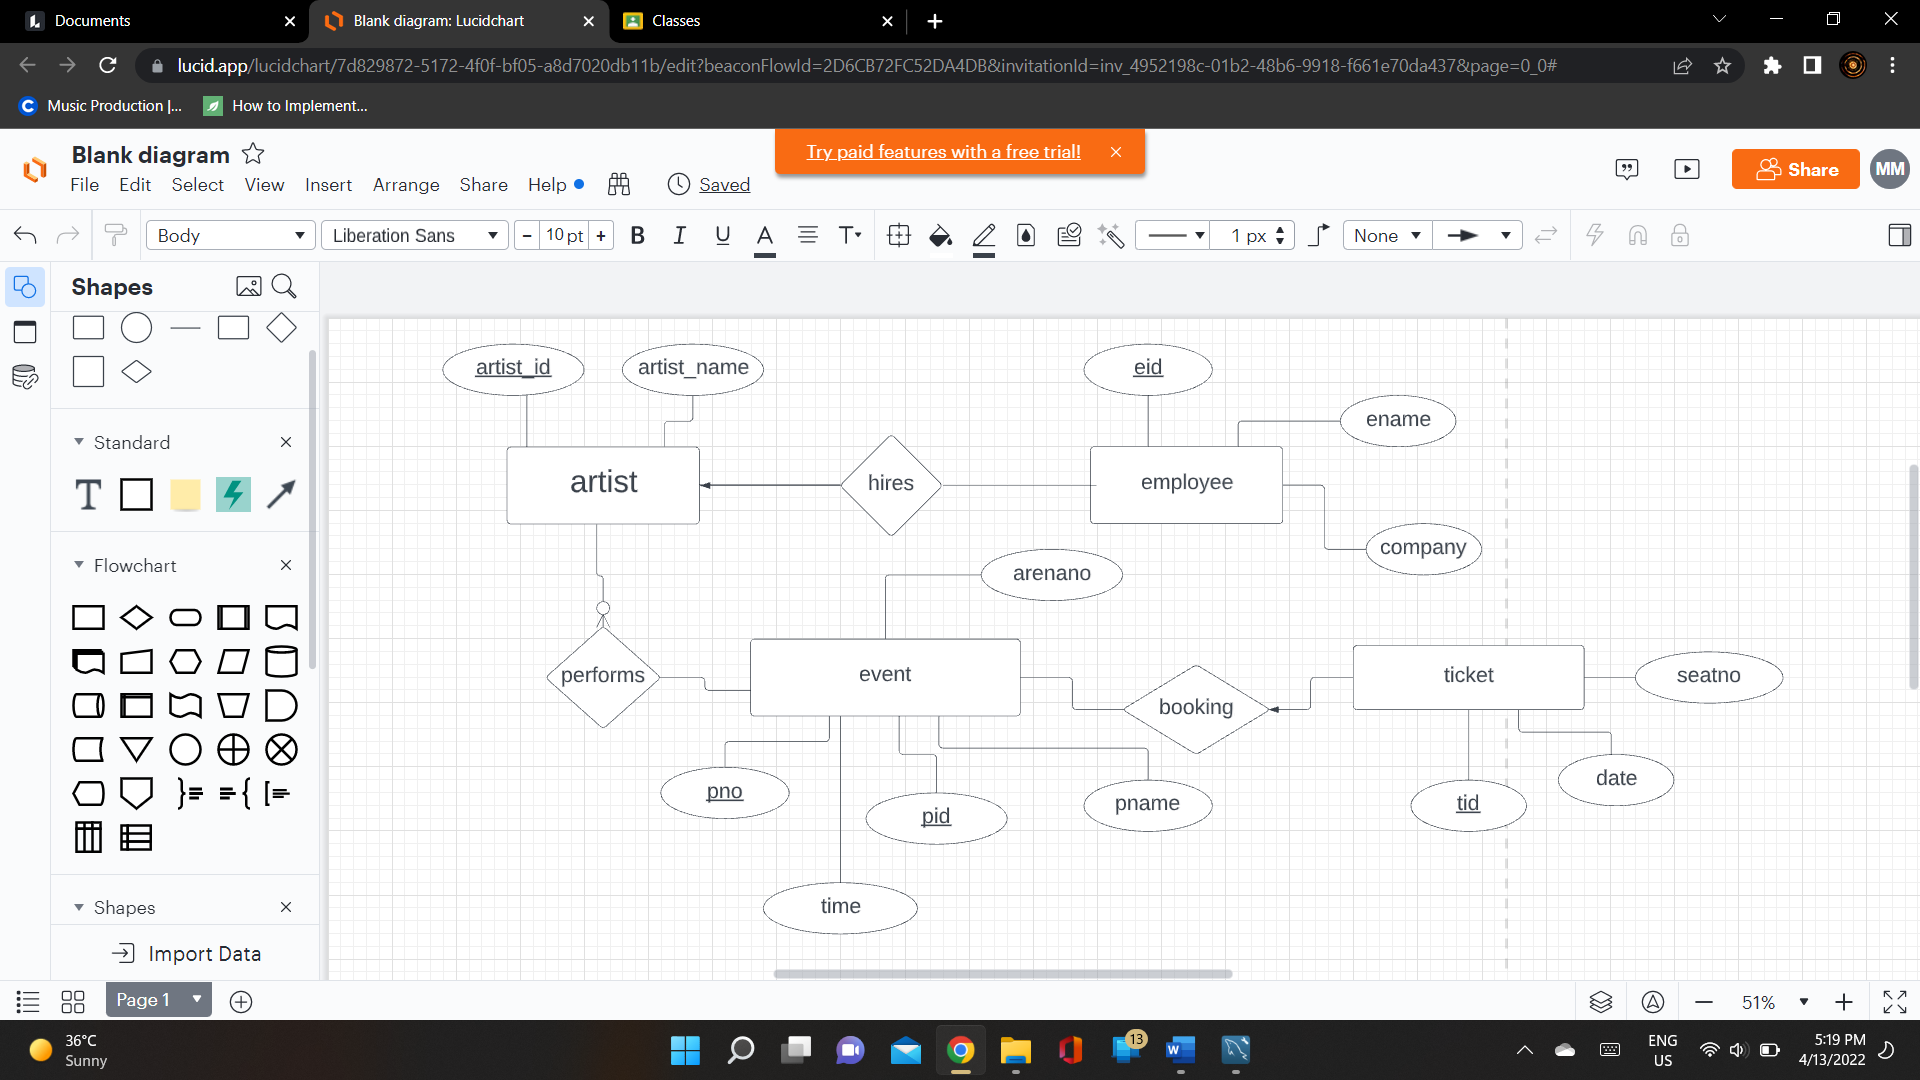 Documents
Blank diagram: Lucidchart
Classes
lucid.app/lucidchart/7d829872-5172-4f0f-bf05-a8d7020db11b/edit?beaconFlowId=2D6CB72FC52DA4DB&invitationId=inv_4952198c-01b2-48b6-9918-f661e70da437&page=0_0#
Music Production |...
How to Implement...
Blank diagram
Try paid features with a free trial!
File Edit Select View Insert Arrange Share Help
Saved
Share
MM
Body
Liberation Sans
- 10 pt +
B I U A T
1 px
None
Shapes
Standard
T
Flowchart
Shapes
Import Data
artist_id
artist_name
eid
ename
artist
hires
employee
company
arenano
performs
event
booking
ticket
seatno
pno
pid
pname
tid
date
time
Page 1
51%
36°C
Sunny
13
ENG
US
5:19 PM
4/13/2022